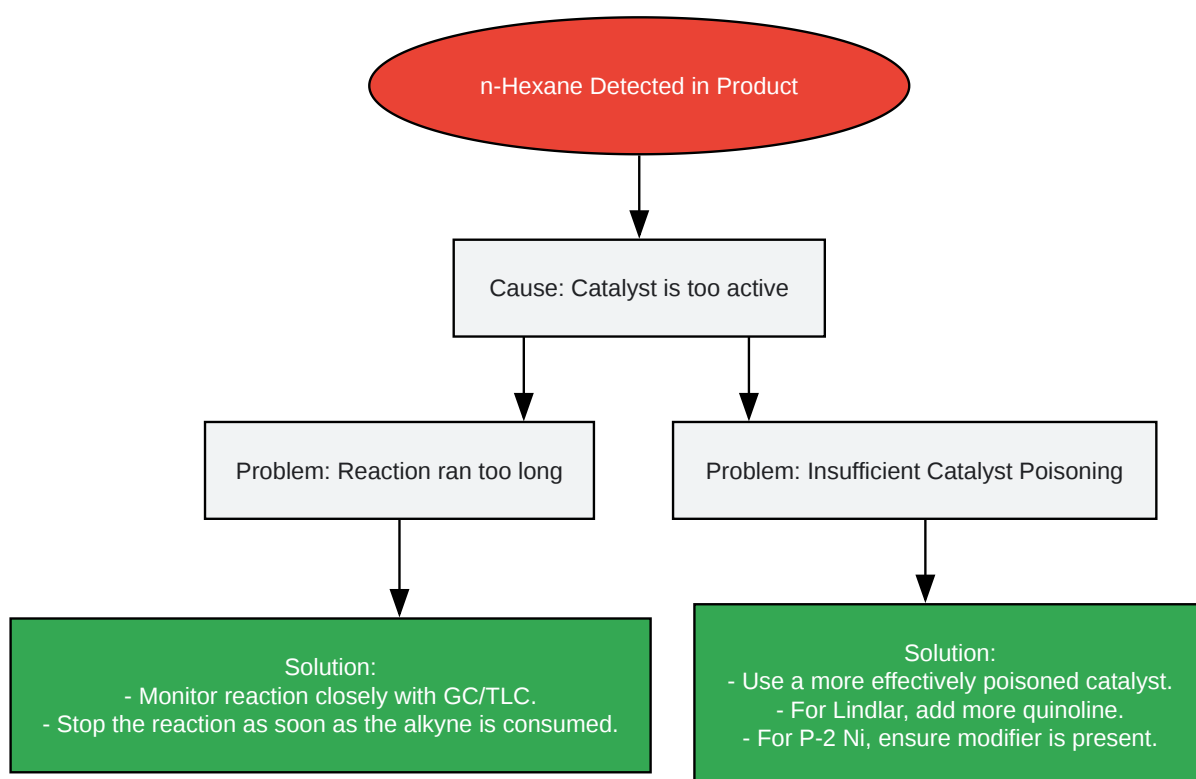 n-Hexane Detected in Product
Cause: Catalyst is too active
Problem: Reaction ran too long
Problem: Insufficient Catalyst Poisoning
Solution:
- Monitor reaction closely with GC/TLC.
- Stop the reaction as soon as the alkyne is consumed.
Solution:
- Use a more effectively poisoned catalyst.
- For Lindlar, add more quinoline.
- For P-2 Ni, ensure modifier is present.